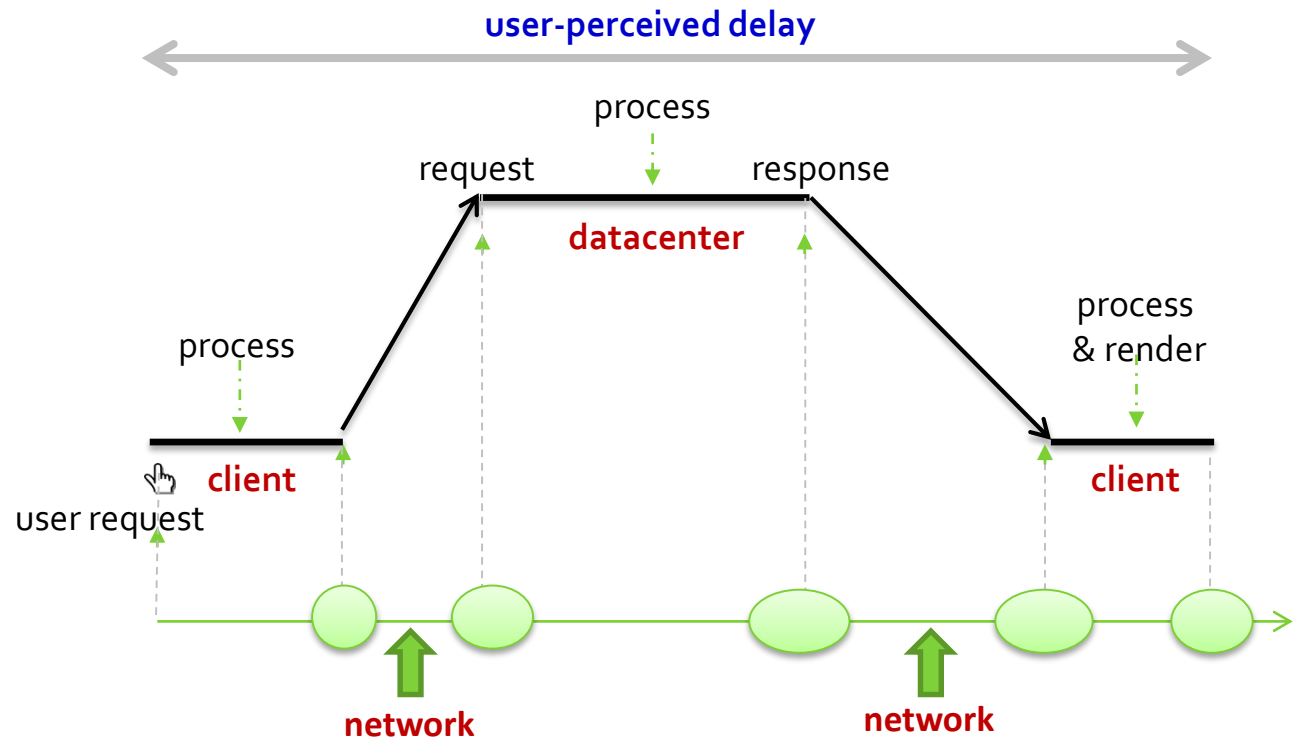 user-perceived delay
process
request
response
datacenter
process
& render
process
client
client
user request
network
network